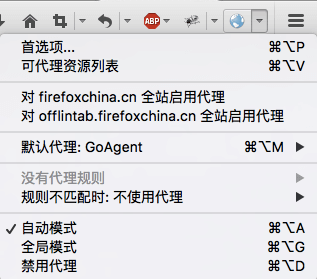 ABP
首选项... ⌘⌥P
可代理资源列表 ⌘⌥V
对 firefoxchina.cn 全站启用代理
对 offlintab.firefoxchina.cn 全站启用代理
默认代理: GoAgent ⌘⌥M
没有代理规则
规则不匹配时: 不使用代理
自动模式 ⌘⌥A
全局模式 ⌘⌥G
禁用代理 ⌘⌥D